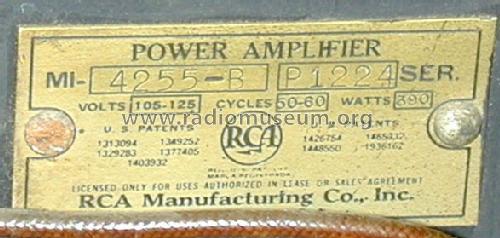 POWER AMPLIFIER
MI- 4255-B P1224 SER.
VOLTS 105-125 CYCLES 50-60 WATTS 390
www.radiomuseum.org
U.S. PATENTS
1313094 1349252
1329283 1377405
1403932
RCA
1426754 1465332
1448550 1936162
LICENSED ONLY FOR USES AUTHORIZED IN LEASE OR SALES AGREEMENT
RCA Manufacturing Co., Inc.